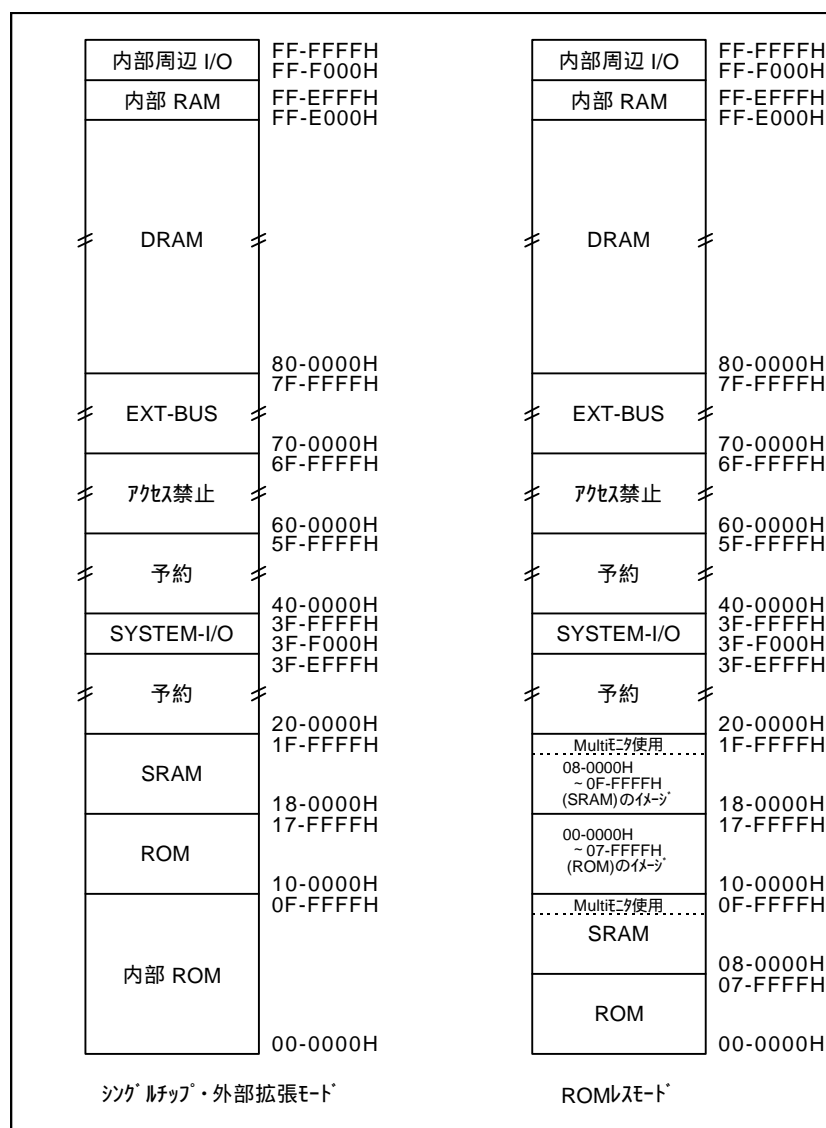 内部周辺 I/O
FF-FFFFH
FF-F000H
内部 RAM
FF-EFFFH
FF-E000H
DRAM
80-0000H
7F-FFFFH
EXT-BUS
70-0000H
6F-FFFFH
ｱｸｾｽ禁止
60-0000H
5F-FFFFH
予約
40-0000H
3F-FFFFH
SYSTEM-I/O
3F-F000H
3F-EFFFH
予約
20-0000H
1F-FFFFH
SRAM
18-0000H
17-FFFFH
ROM
10-0000H
0F-FFFFH
内部 ROM
00-0000H
ｼﾝｸﾞﾙﾁｯﾌﾟ・外部拡張ﾓｰﾄﾞ
内部周辺 I/O
FF-FFFFH
FF-F000H
内部 RAM
FF-EFFFH
FF-E000H
DRAM
80-0000H
7F-FFFFH
EXT-BUS
70-0000H
6F-FFFFH
ｱｸｾｽ禁止
60-0000H
5F-FFFFH
予約
40-0000H
3F-FFFFH
SYSTEM-I/O
3F-F000H
3F-EFFFH
予約
20-0000H
Multiﾓﾆﾀ使用
1F-FFFFH
08-0000H
~ 0F-FFFFH
(SRAM)のｲﾒｰｼﾞ
18-0000H
17-FFFFH
00-0000H
~ 07-FFFFH
(ROM)のｲﾒｰｼﾞ
10-0000H
Multiﾓﾆﾀ使用
0F-FFFFH
SRAM
08-0000H
07-FFFFH
ROM
00-0000H
ROMﾚｽﾓｰﾄﾞ